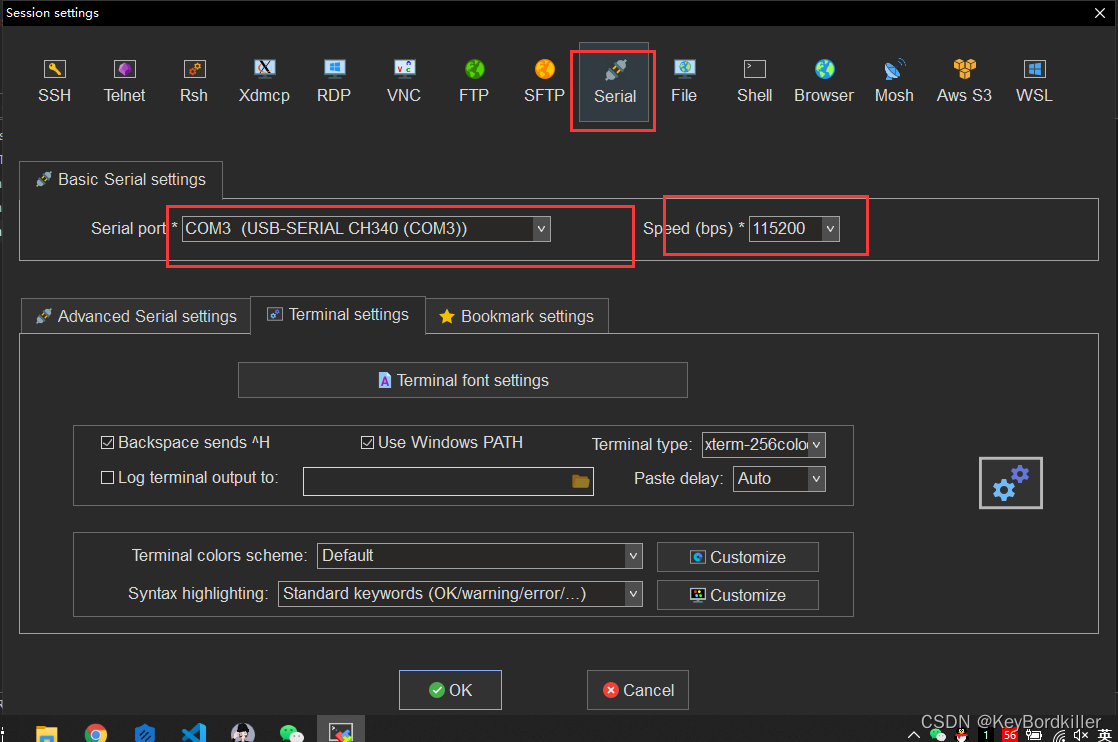 Session settings
SSH Telnet Rsh Xdmcp RDP VNC FTP SFTP Serial File Shell Browser Mosh Aws S3 WSL
Basic Serial settings
Serial port * COM3 (USB-SERIAL CH340 (COM3)) Speed (bps) * 115200
Advanced Serial settings Terminal settings Bookmark settings
Terminal font settings
Backspace sends ^H Use Windows PATH Terminal type: xterm-256colo
Log terminal output to: Paste delay: Auto
Terminal colors scheme: Default Customize
Syntax highlighting: Standard keywords (OK/warning/error/...) Customize
OK Cancel
CSDN @KeyBordkiller_
1 56 英